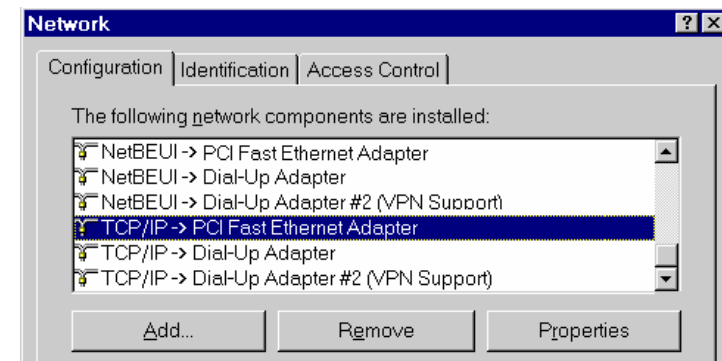 Network
Configuration Identification Access Control
The following network components are installed:
NetBEUI -> PCI Fast Ethernet Adapter
NetBEUI -> Dial-Up Adapter
NetBEUI -> Dial-Up Adapter #2 (VPN Support)
TCP/IP -> PCI Fast Ethernet Adapter
TCP/IP -> Dial-Up Adapter
TCP/IP -> Dial-Up Adapter #2 (VPN Support)
Add... Remove Properties